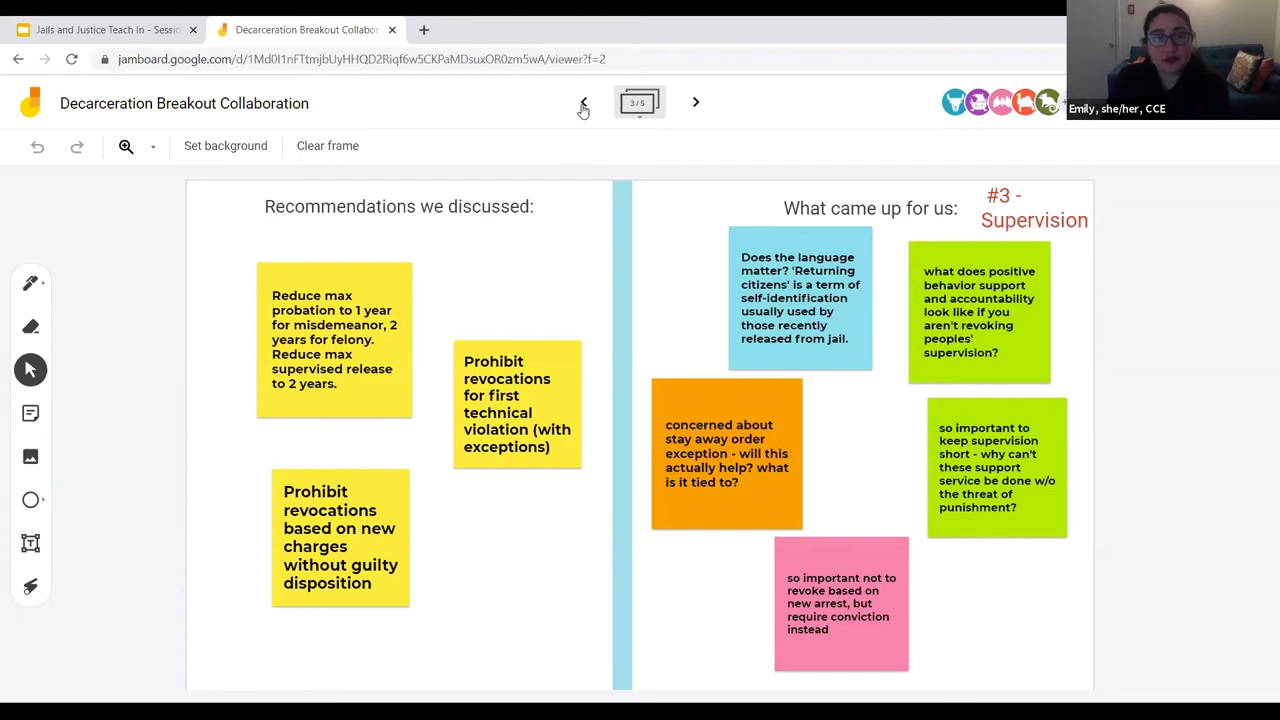 Jails and Justice Teach In - Sessio
Decarceration Breakout Collabor
jamboard.google.com/d/1Md0I1nFTtmjbUyHHQD2Riqf6w5CKPaMDsuxOR0zm5wA/viewer?f=2
Emily, she/her, CCE
Decarceration Breakout Collaboration
3/5
Set background
Clear frame
Recommendations we discussed:
Reduce max
probation to 1 year
for misdemeanor, 2
years for felony.
Reduce max
supervised release
to 2 years.
Prohibit
revocations
for first
technical
violation (with
exceptions)
Prohibit
revocations
based on new
charges
without guilty
disposition
What came up for us:
#3 -
Supervision
Does the language
matter? 'Returning
citizens' is a term of
self-identification
usually used by
those recently
released from jail.
what does positive
behavior support
and accountability
look like if you
aren't revoking
peoples'
supervision?
concerned about
stay away order
exception - will this
actually help? what
is it tied to?
so important to
keep supervision
short - why can't
these support
service be done w/o
the threat of
punishment?
so important not to
revoke based on
new arrest, but
require conviction
instead